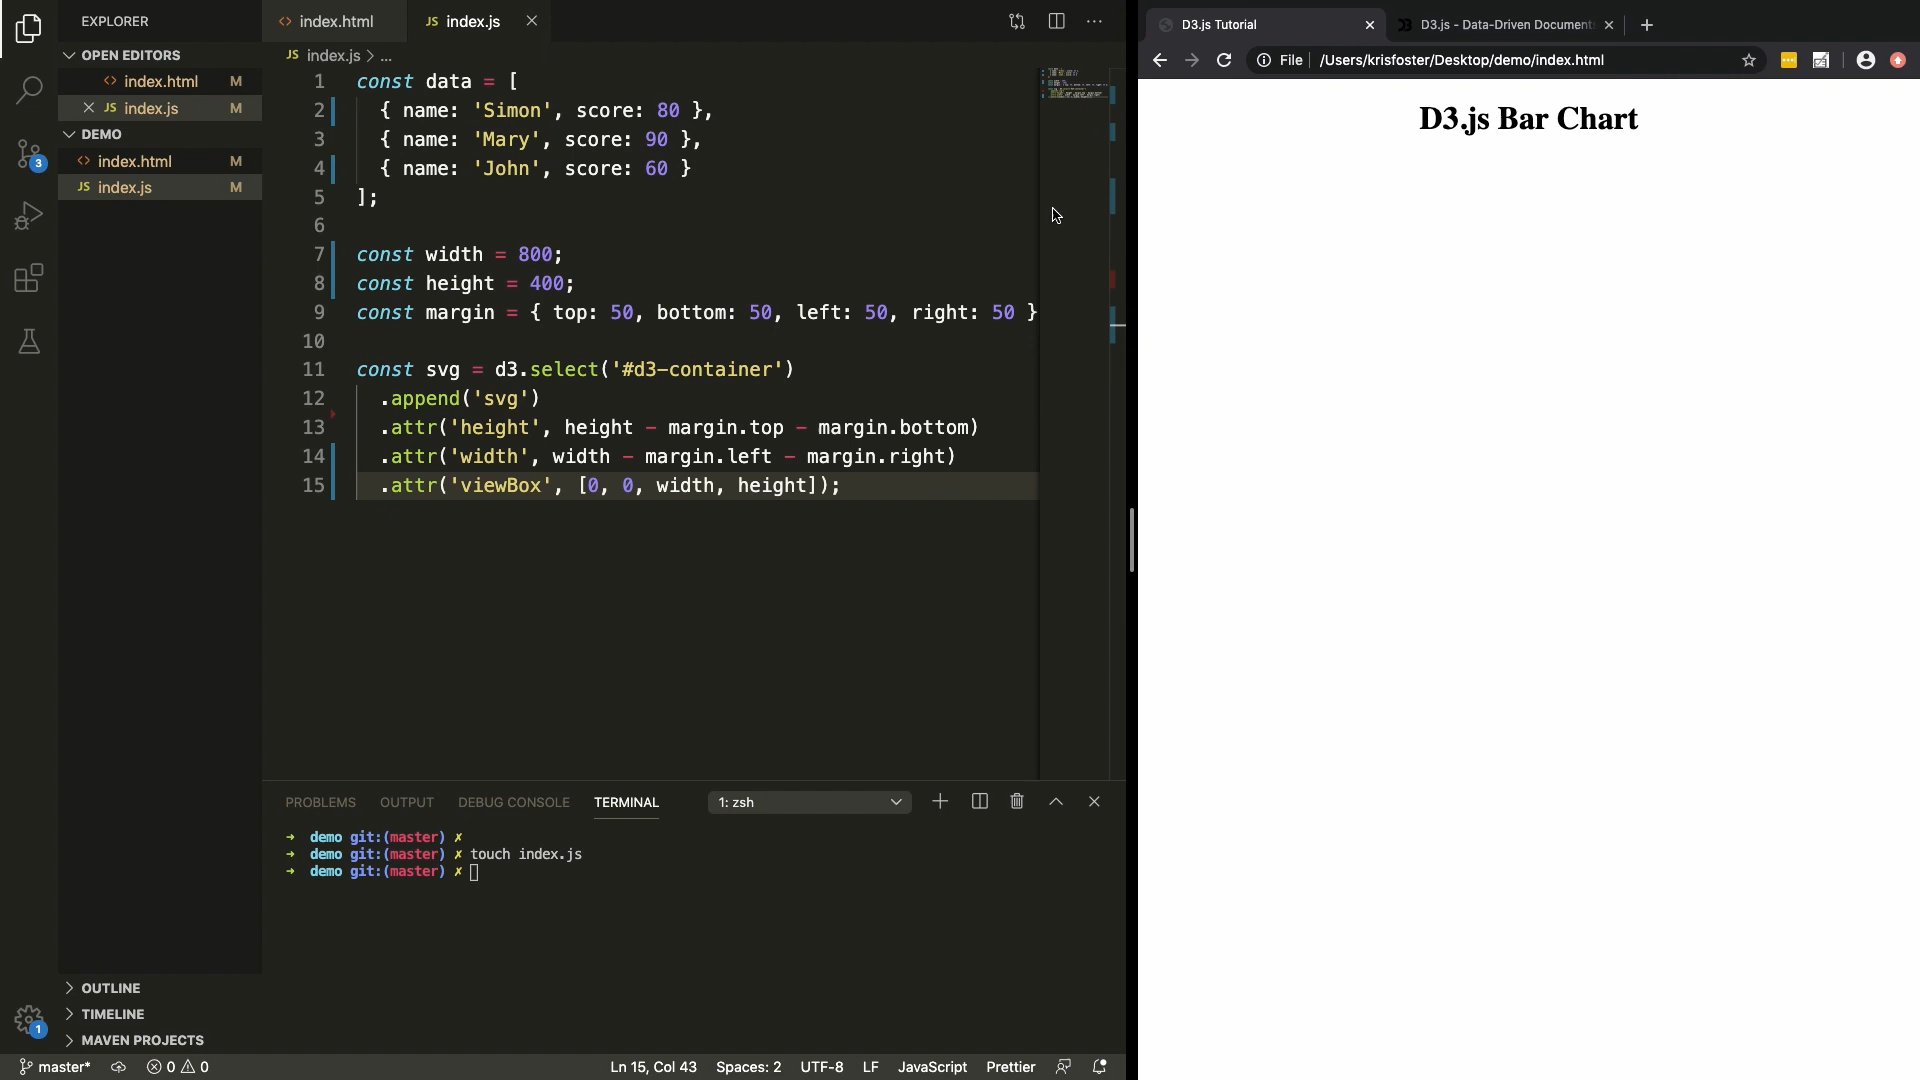 EXPLORER
OPEN EDITORS
<> index.html M
JS index.js M
DEMO
<> index.html M
JS index.js M
3
OUTLINE
TIMELINE
MAVEN PROJECTS
1
<> index.html
JS index.js
JS index.js > ...
1 const data = [
2 { name: 'Simon', score: 80 },
3 { name: 'Mary', score: 90 },
4 { name: 'John', score: 60 }
5 ];
6
7 const width = 800;
8 const height = 400;
9 const margin = { top: 50, bottom: 50, left: 50, right: 50 }
10
11 const svg = d3.select('#d3-container')
12 .append('svg')
13 .attr('height', height - margin.top - margin.bottom)
14 .attr('width', width - margin.left - margin.right)
15 .attr('viewBox', [0, 0, width, height]);
PROBLEMS OUTPUT DEBUG CONSOLE TERMINAL 1: zsh
→ demo git:(master) ✗
→ demo git:(master) ✗ touch index.js
→ demo git:(master) ✗
master* 0 0 Ln 15, Col 43 Spaces: 2 UTF-8 LF JavaScript Prettier
D3.js Tutorial
D3.js - Data-Driven Document
File /Users/krisfoster/Desktop/demo/index.html
D3.js Bar Chart